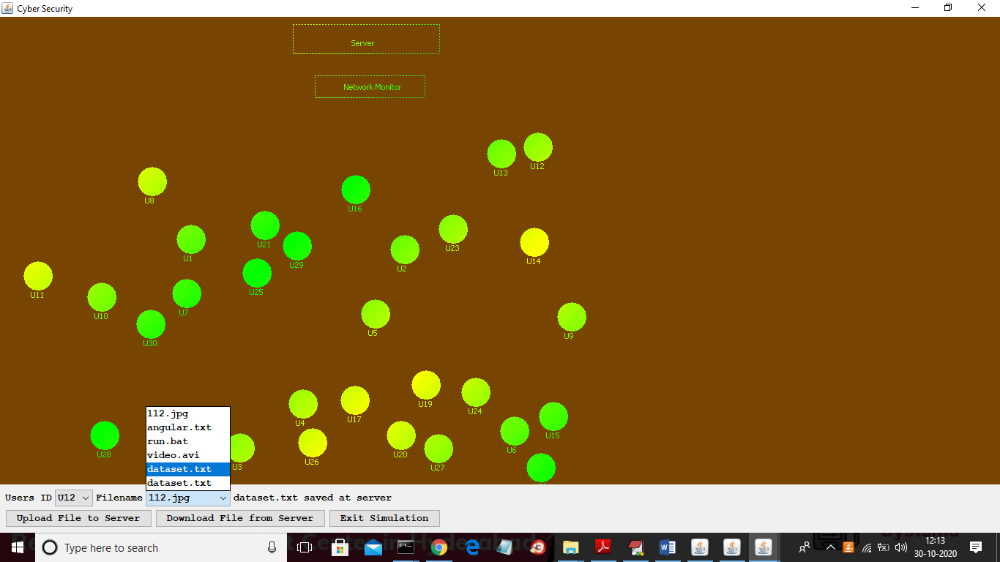 Cyber Security
Server
Network Monitor
U13
U12
U8
U16
U21
U23
U1
U29
U2
U14
U11
U25
U10
U7
U5
U9
U30
U19
U24
U4
U17
U15
U6
U28
U3
U26
U20
U27
112.jpg
angular.txt
run.bat
video.avi
dataset.txt
dataset.txt
Users ID U12 Filename 112.jpg dataset.txt saved at server
Upload File to Server Download File from Server Exit Simulation
Type here to search
12:13
30-10-2020